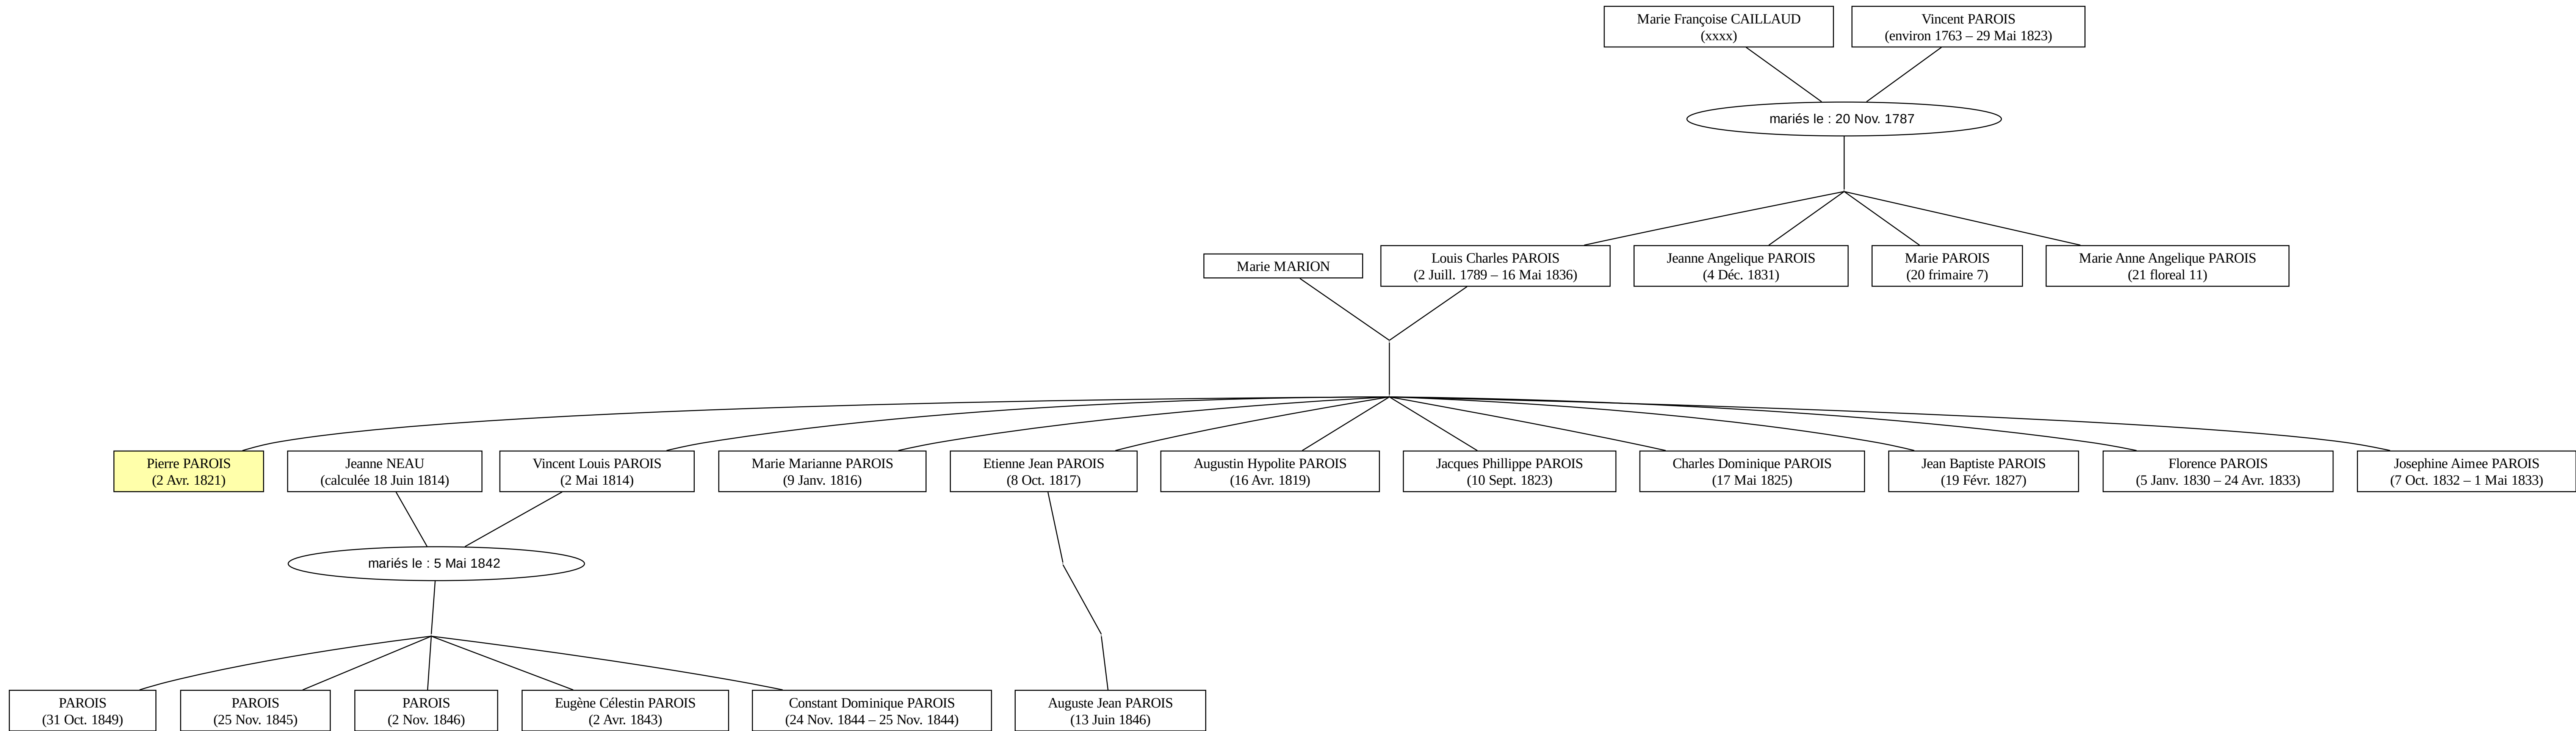 Marie Françoise CAILLAUD
(xxxx)
Vincent PAROIS
(environ 1763 – 29 Mai 1823)
mariés le : 20 Nov. 1787
Marie MARION
Louis Charles PAROIS
(2 Juill. 1789 – 16 Mai 1836)
Jeanne Angelique PAROIS
(4 Déc. 1831)
Marie PAROIS
(20 frimaire 7)
Marie Anne Angelique PAROIS
(21 floreal 11)
Pierre PAROIS
(2 Avr. 1821)
Jeanne NEAU
(calculée 18 Juin 1814)
Vincent Louis PAROIS
(2 Mai 1814)
Marie Marianne PAROIS
(9 Janv. 1816)
Etienne Jean PAROIS
(8 Oct. 1817)
Augustin Hypolite PAROIS
(16 Avr. 1819)
Jacques Phillippe PAROIS
(10 Sept. 1823)
Charles Dominique PAROIS
(17 Mai 1825)
Jean Baptiste PAROIS
(19 Févr. 1827)
Florence PAROIS
(5 Janv. 1830 – 24 Avr. 1833)
Josephine Aimee PAROIS
(7 Oct. 1832 – 1 Mai 1833)
mariés le : 5 Mai 1842
PAROIS
(31 Oct. 1849)
PAROIS
(25 Nov. 1845)
PAROIS
(2 Nov. 1846)
Eugène Célestin PAROIS
(2 Avr. 1843)
Constant Dominique PAROIS
(24 Nov. 1844 – 25 Nov. 1844)
Auguste Jean PAROIS
(13 Juin 1846)